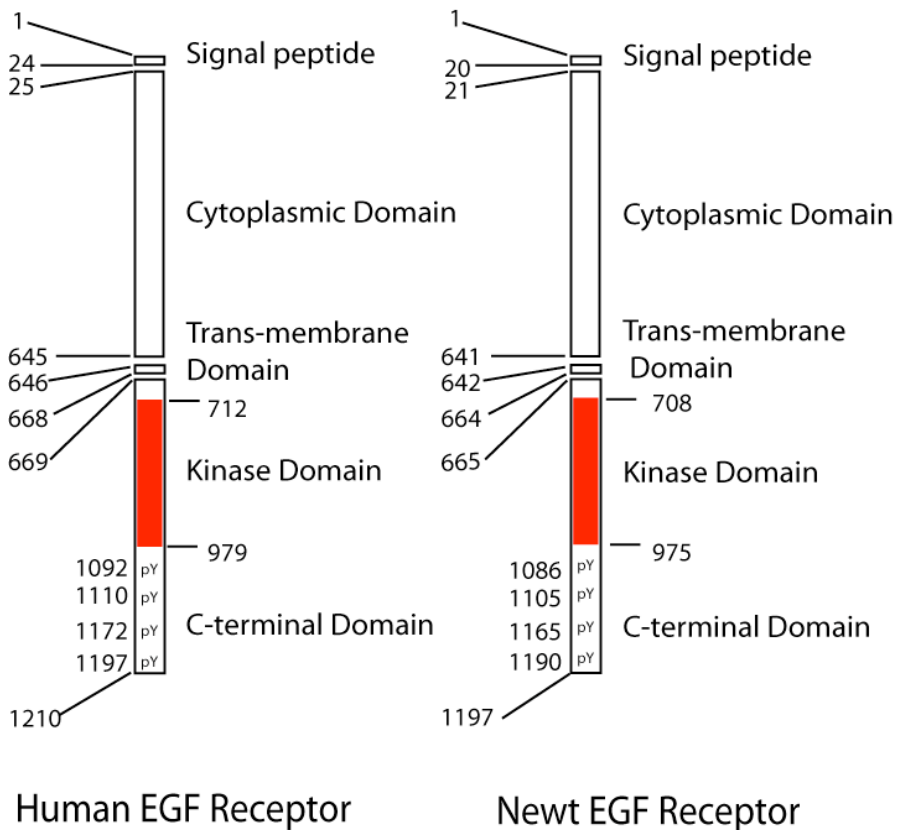 1
24
25
Signal peptide
Cytoplasmic Domain
Trans-membrane
Domain
645
646
668
669
712
Kinase Domain
979
1092 pY
1110 pY
1172 pY
1197 pY
C-terminal Domain
1210
Human EGF Receptor
1
20
21
Signal peptide
Cytoplasmic Domain
Trans-membrane
Domain
641
642
664
665
708
Kinase Domain
975
1086 pY
1105 pY
1165 pY
1190 pY
C-terminal Domain
1197
Newt EGF Receptor